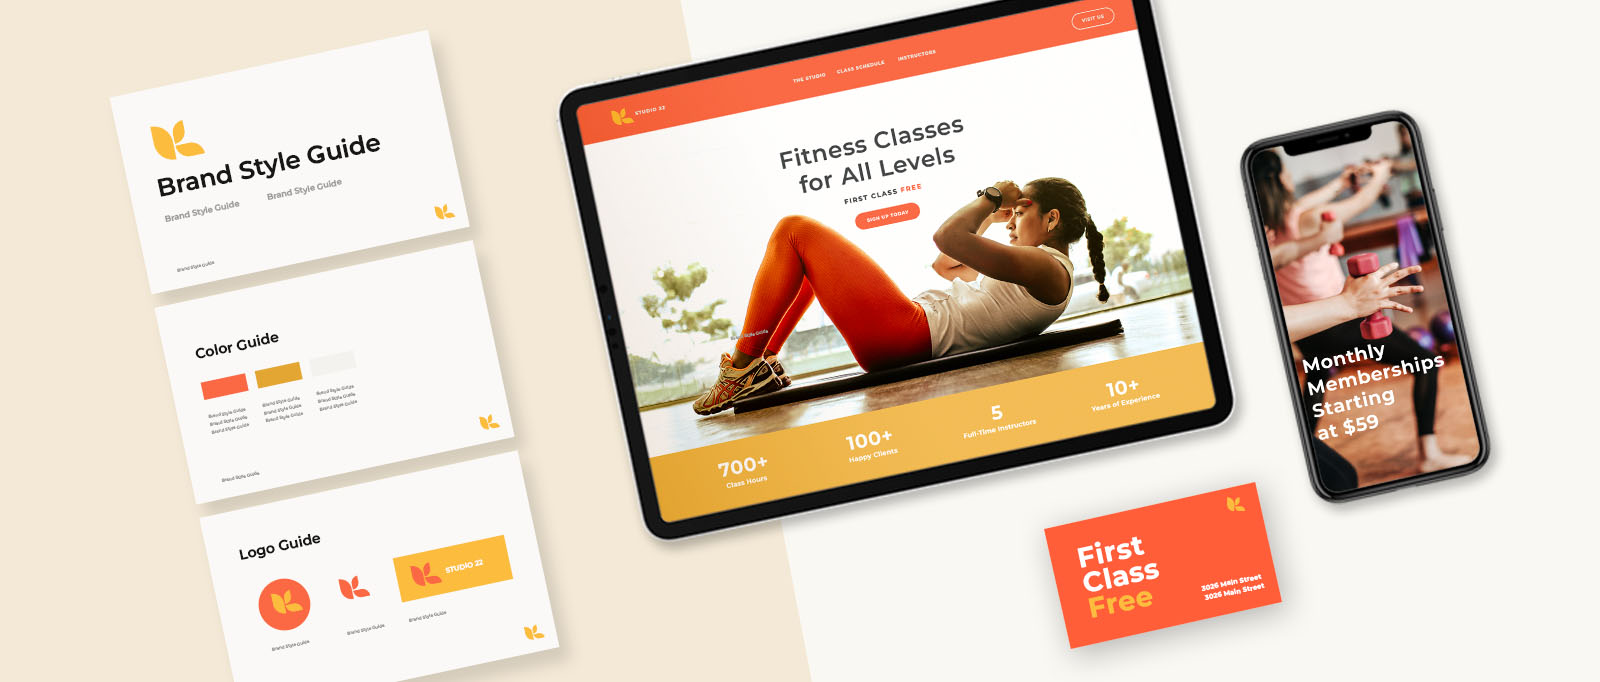 Brand Style Guide
Brand Style Guide
Brand Style Guide
Brand Style Guide
Color Guide
Brand Style Guide
Brand Style Guide
Brand Style Guide
Brand Style Guide
Brand Style Guide
Brand Style Guide
Brand Style Guide
Brand Style Guide
Brand Style Guide
Brand Style Guide
Logo Guide
STUDIO 22
Brand Style Guide
Brand Style Guide
Brand Style Guide
STUDIO 22
THE STUDIO
CLASS SCHEDULE
INSTRUCTORS
VISIT US
Fitness Classes
for All Levels
FIRST CLASS FREE
SIGN UP TODAY
Style Guide
700+
Class Hours
100+
Happy Clients
5
Full-Time Instructors
10+
Years of Experience
Monthly
Memberships
Starting
at $59
First
Class
Free
3026 Main Street
3026 Main Street